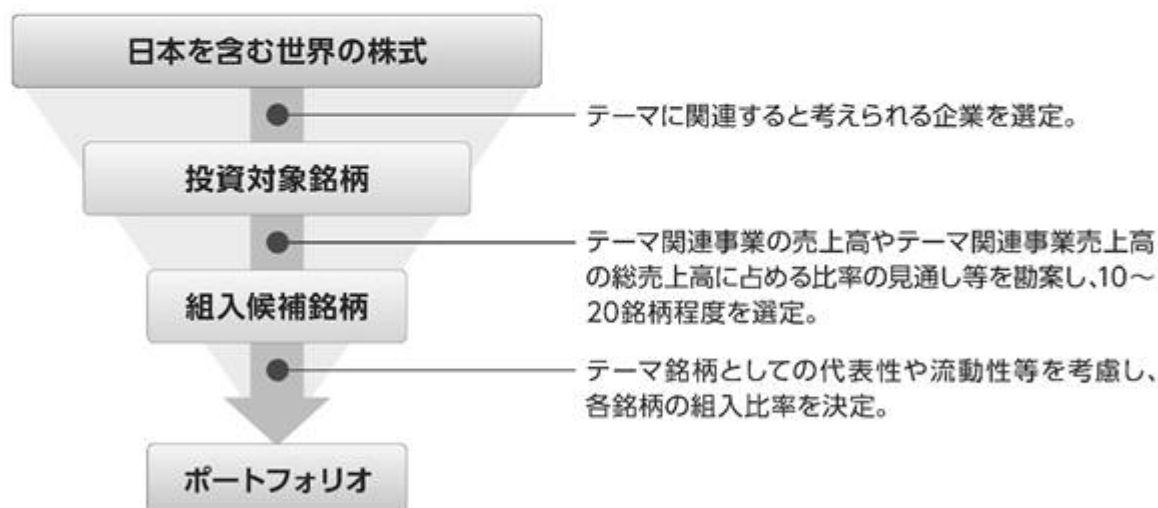 日本を含む世界の株式
テーマに関連すると考えられる企業を選定。
投資対象銘柄
テーマ関連事業の売上高やテーマ関連事業売上高
の総売上高に占める比率の見通し等を勘案し、10～
20銘柄程度を選定。
組入候補銘柄
テーマ銘柄としての代表性や流動性等を考慮し、
各銘柄の組入比率を決定。
ポートフォリオ